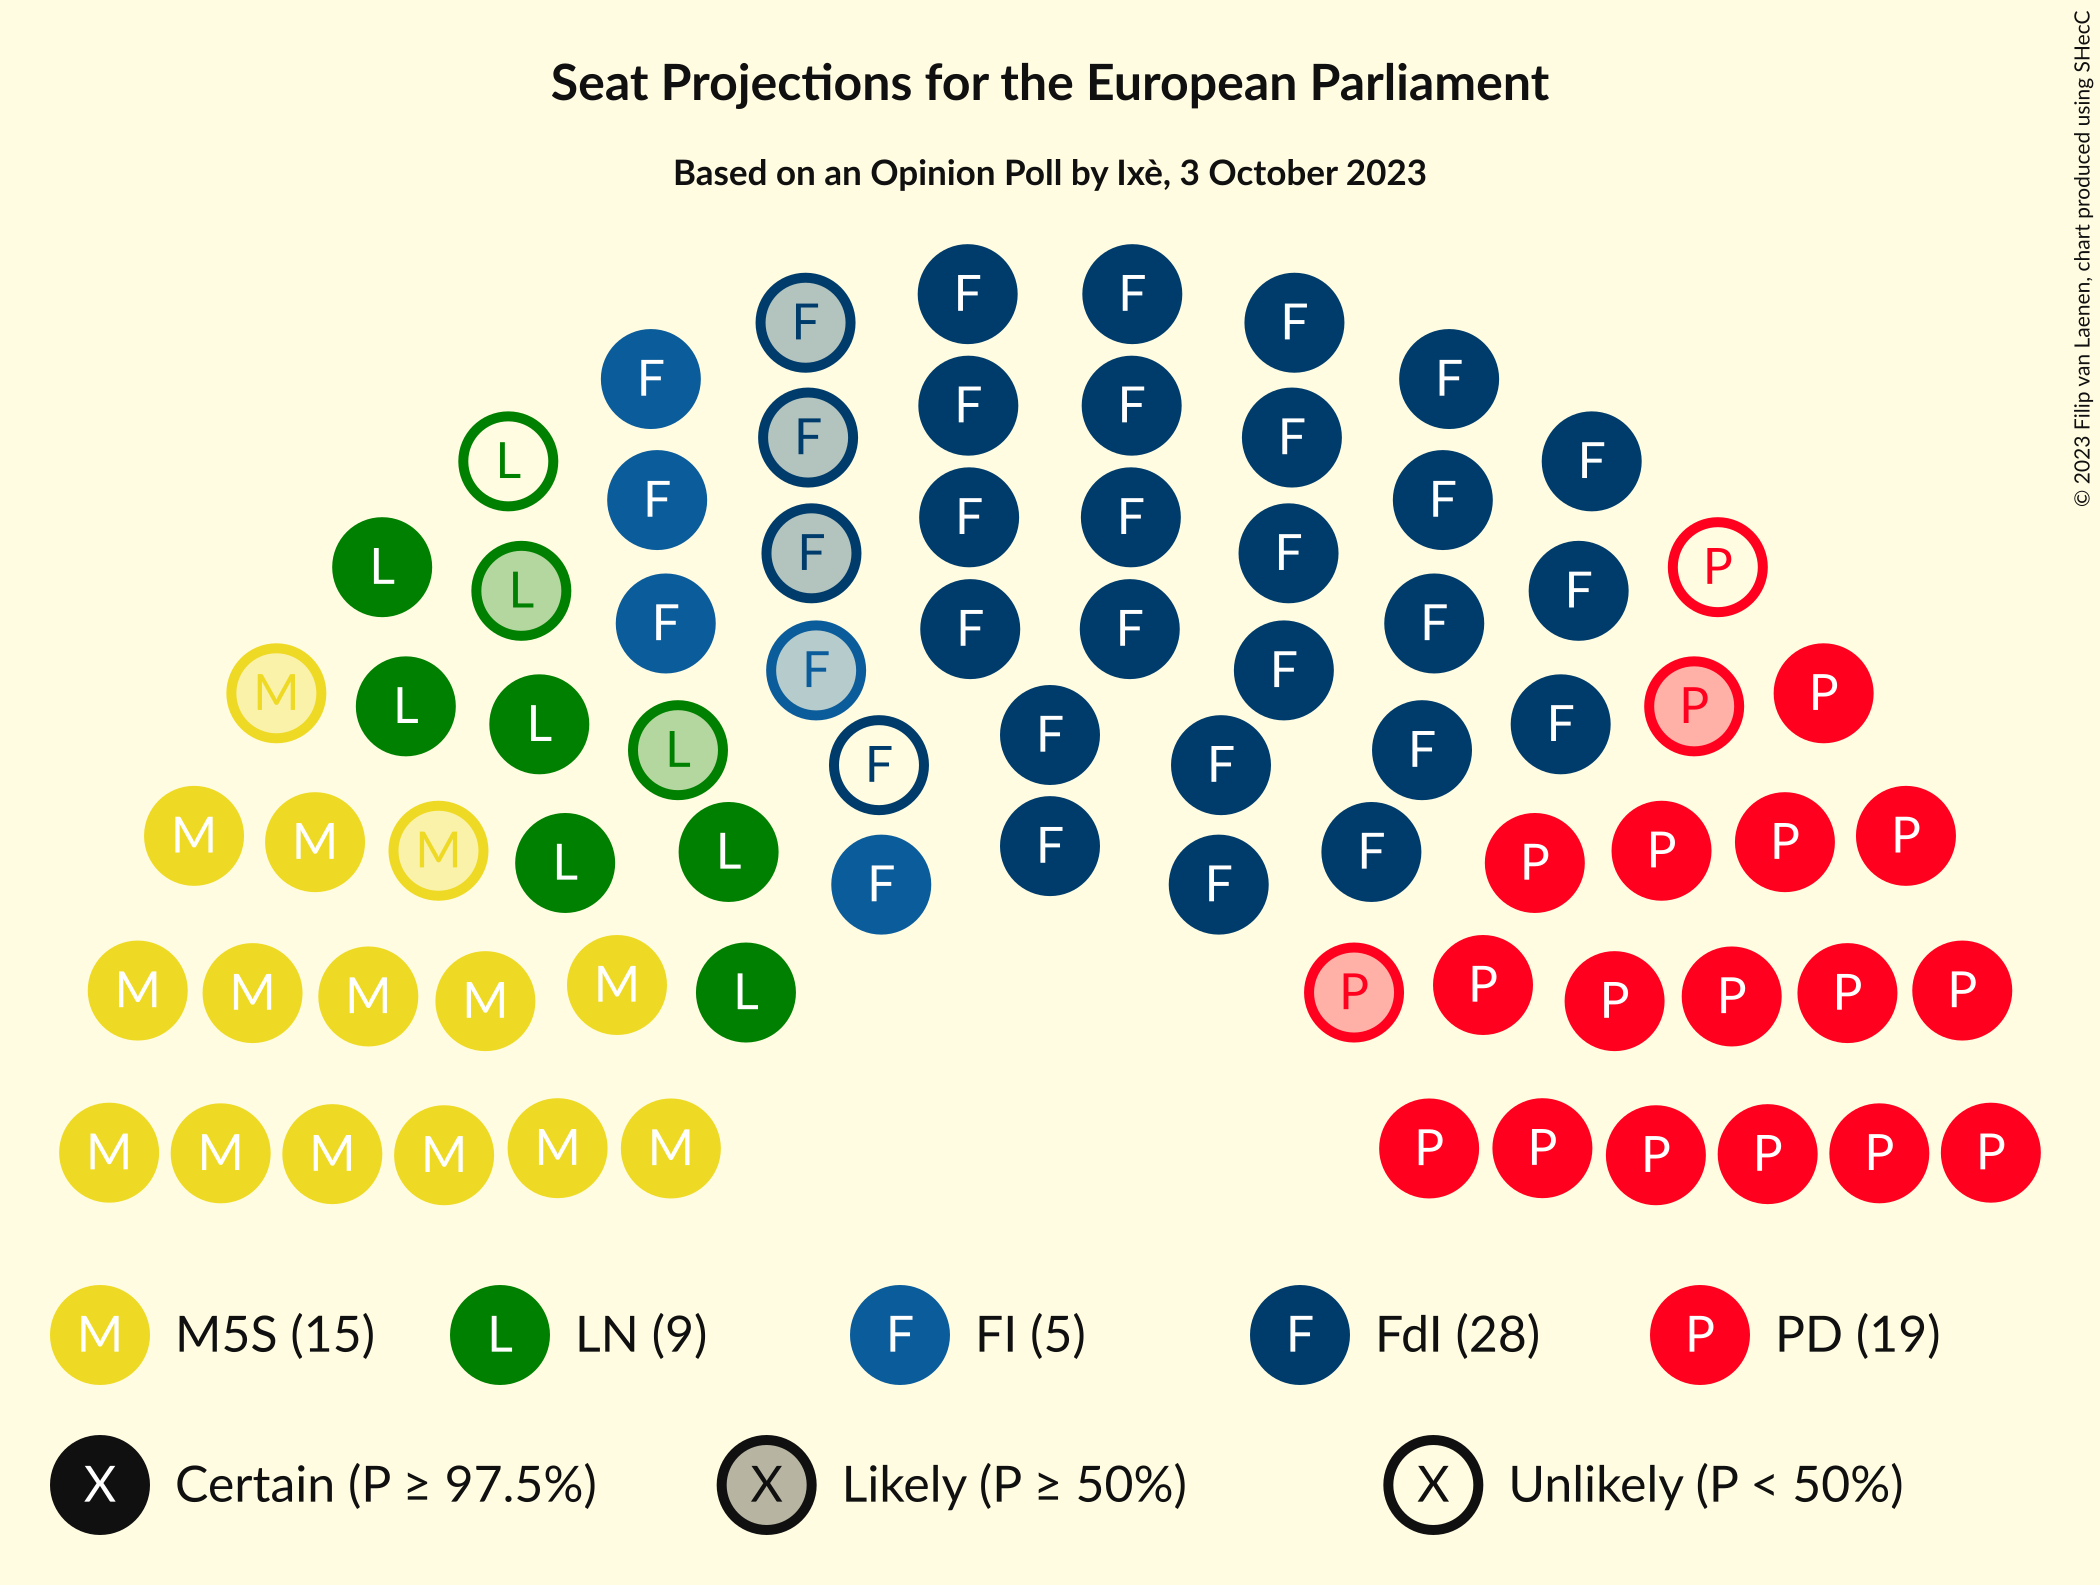 Seat Projections for the European Parliament
Based on an Opinion Poll by Ixè, 3 October 2023
© 2023 Filip van Laenen, chart produced using SHecC
F F
F F
F F
F F
F F
F F
L F
F F
L P
F F
L L F P
M L L F P P
L F F F P
F F
M M M L L F F F P P P P
F F
M M M M M L P P P P P P
M M M M M M P P P P P P
M M5S (15) L LN (9) F FI (5) F FdI (28) P PD (19)
X Certain (P ≥ 97.5%) X Likely (P ≥ 50%) X Unlikely (P < 50%)